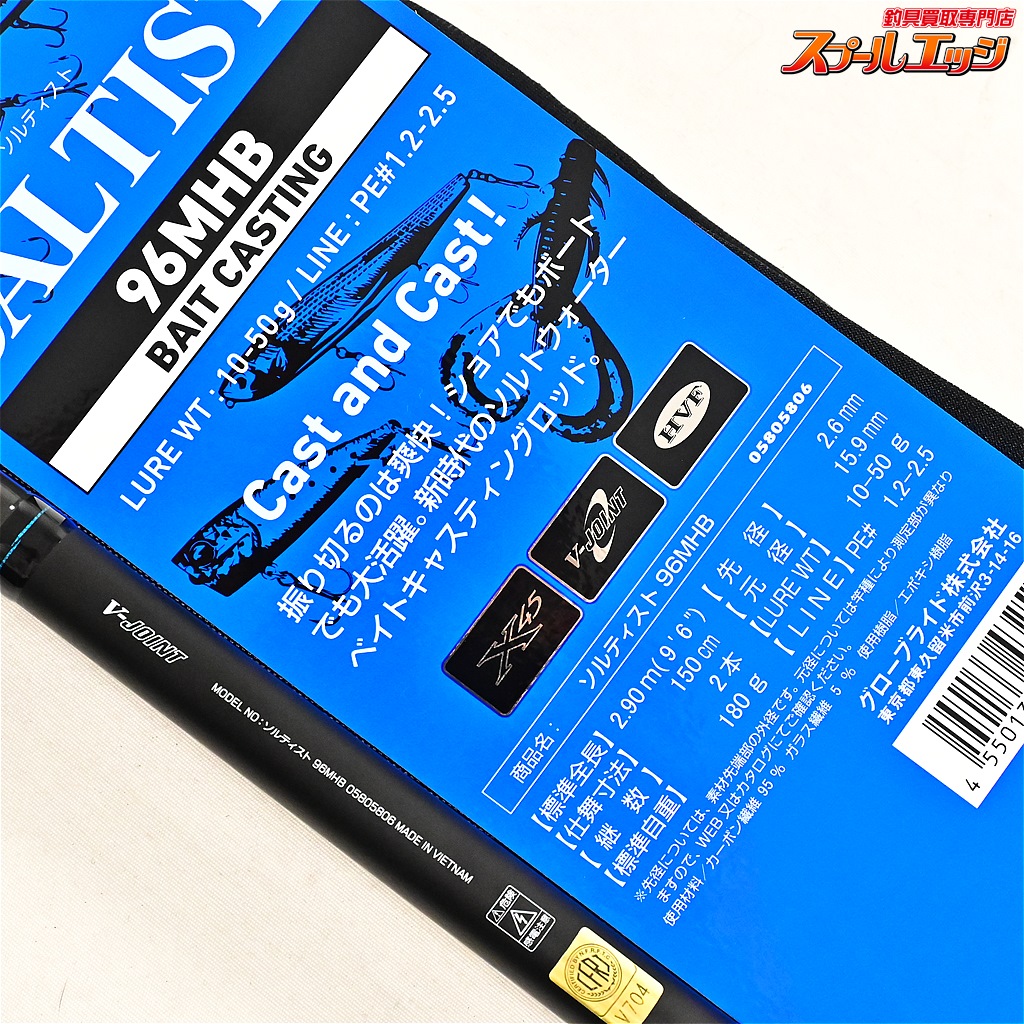 釣具買取専門店
スプールエッジ
ソルティスト
SALTIST
96MHB
BAIT CASTING
LURE WT : 10-50g / LINE : PE#1.2-2.5
Cast and Cast!
振り切るのは爽快!ショアでもボート
でも大活躍。新時代のソルトウォーター
ベイトキャスティングロッド。
X45
V-JOINT
HVF
商品名: ソルティスト 96MHB 05805806
【標準全長】 2.90m(9'6") 【先径】 2.6mm
【仕舞寸法】 150cm 【元径】 15.9mm
【継数】 2本 【LURE WT】 10-50g
【標準自重】 180g 【LINE】PE# 1.2-2.5
※先径については、素材先端部の外径です。元径については竿種により測定部が異なり
ますので、WEB又はカタログにてご確認ください。
使用材料/カーボン繊維 95% ガラス繊維 5% 使用樹脂/エポキシ樹脂
グローブライド株式会社
東京都東久留米市前沢3-14-16
V-JOINT
MODEL NO : ソルティスト 96MHB 05805806 MADE IN VIETNAM
危険
感電注意
CERTIFIED BY N.F.R.F.C.
CFRJ
V704